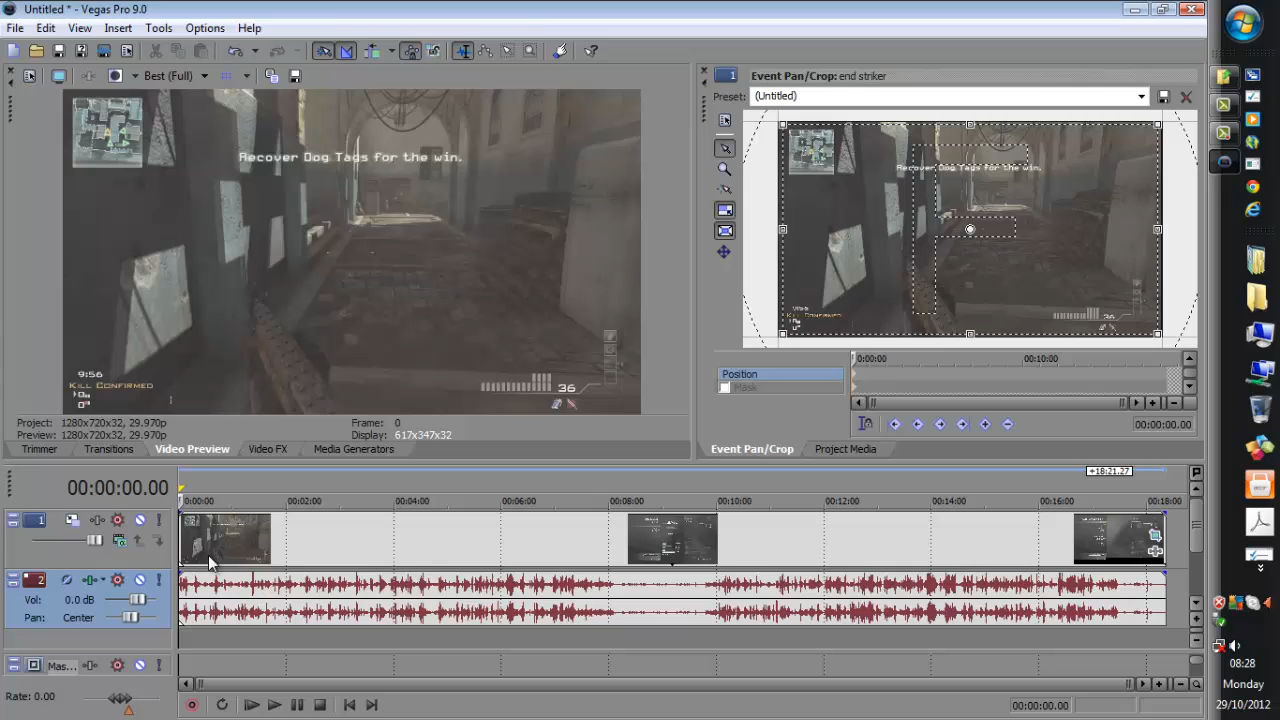 Untitled * - Vegas Pro 9.0
File Edit View Insert Tools Options Help
Best (Full)
Recover Dog Tags for the win.
9:56
KILL CONFIRMED
36
Project: 1280x720x32, 29.970p
Preview: 1280x720x32, 29.970p
Frame: 0
Display: 617x347x32
Trimmer Transitions Video Preview Video FX Media Generators
1 Event Pan/Crop: end striker
Preset: (Untitled)
Recover Dog Tags for the win.
KILL CONFIRMED
36
Position
Mask
0:00:00 00:10:00
00:00:00.00
Event Pan/Crop Project Media
+18:21.27
00:00:00.00
0:00:00 00:02:00 00:04:00 00:06:00 00:08:00 00:10:00 00:12:00 00:14:00 00:16:00 00:18:00
1
2
Vol: 0.0 dB
Pan: Center
Mas...
Rate: 0.00
00:00:00.00
08:28
Monday
29/10/2012